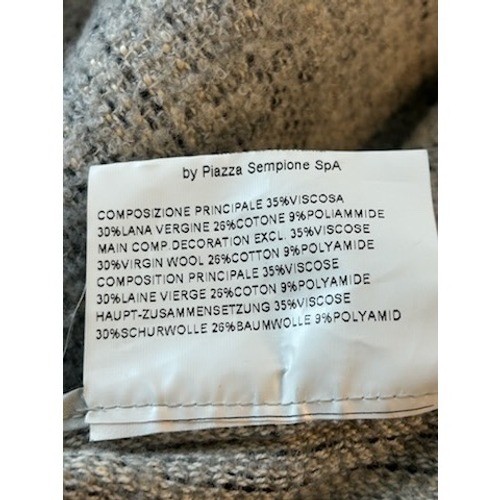 by Piazza Sempione SpA
COMPOSIZIONE PRINCIPALE 35%VISCOSA
30%LANA VERGINE 26%COTONE 9%POLIAMMIDE
MAIN COMP.DECORATION EXCL. 35%VISCOSE
30%VIRGIN WOOL 26%COTTON 9%POLYAMIDE
COMPOSITION PRINCIPALE 35%VISCOSE
30%LAINE VIERGE 26%COTON 9%POLYAMIDE
HAUPT-ZUSAMMENSETZUNG 35%VISCOSE
30%SCHURWOLLE 26%BAUMWOLLE 9%POLYAMID